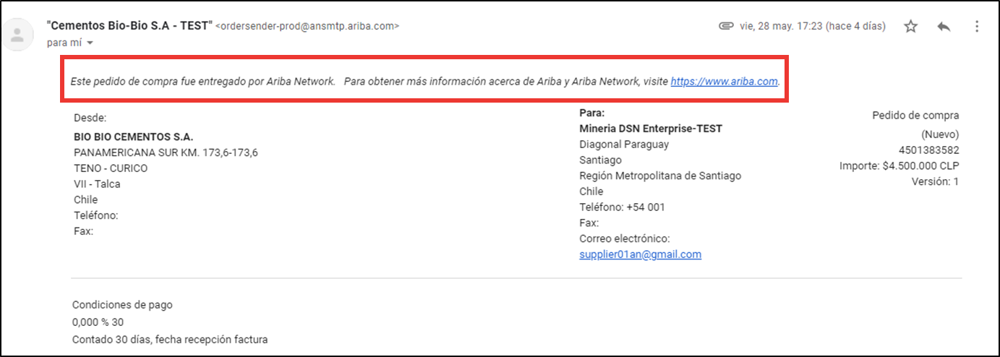 "Cementos Bio-Bio S.A - TEST" <ordersender-prod@ansmtp.ariba.com>
vie, 28 may. 17:23 (hace 4 días)
para mí
Este pedido de compra fue entregado por Ariba Network. Para obtener más información acerca de Ariba y Ariba Network, visite https://www.ariba.com.
Desde:
BIO BIO CEMENTOS S.A.
PANAMERICANA SUR KM. 173,6-173,6
TENO - CURICO
VII - Talca
Chile
Teléfono:
Fax:
Para:
Mineria DSN Enterprise-TEST
Diagonal Paraguay
Santiago
Región Metropolitana de Santiago
Chile
Teléfono: +54 001
Fax:
Correo electrónico:
supplier01an@gmail.com
Pedido de compra
(Nuevo)
4501383582
Importe: $4.500.000 CLP
Versión: 1
Condiciones de pago
0,000 % 30
Contado 30 días, fecha recepción factura